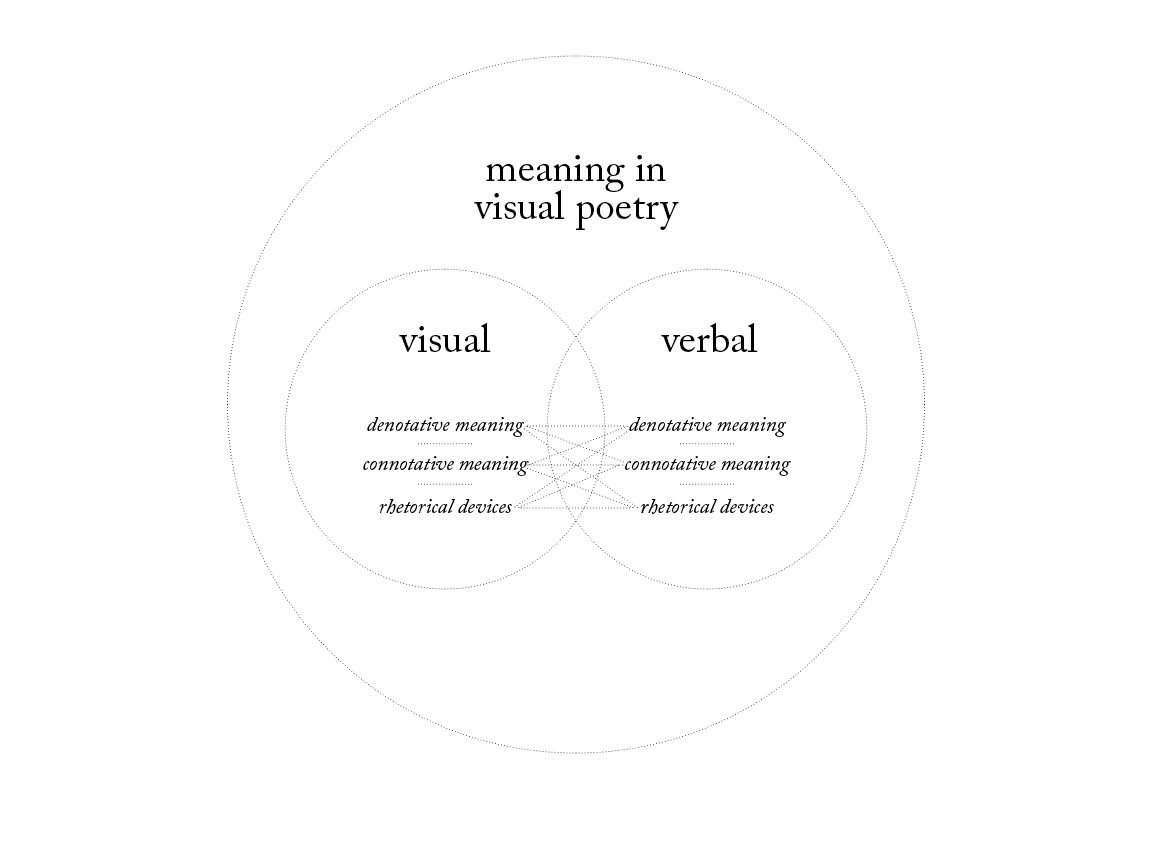 meaning in
visual poetry
visual
verbal
denotative meaning
denotative meaning
connotative meaning
connotative meaning
rhetorical devices
rhetorical devices